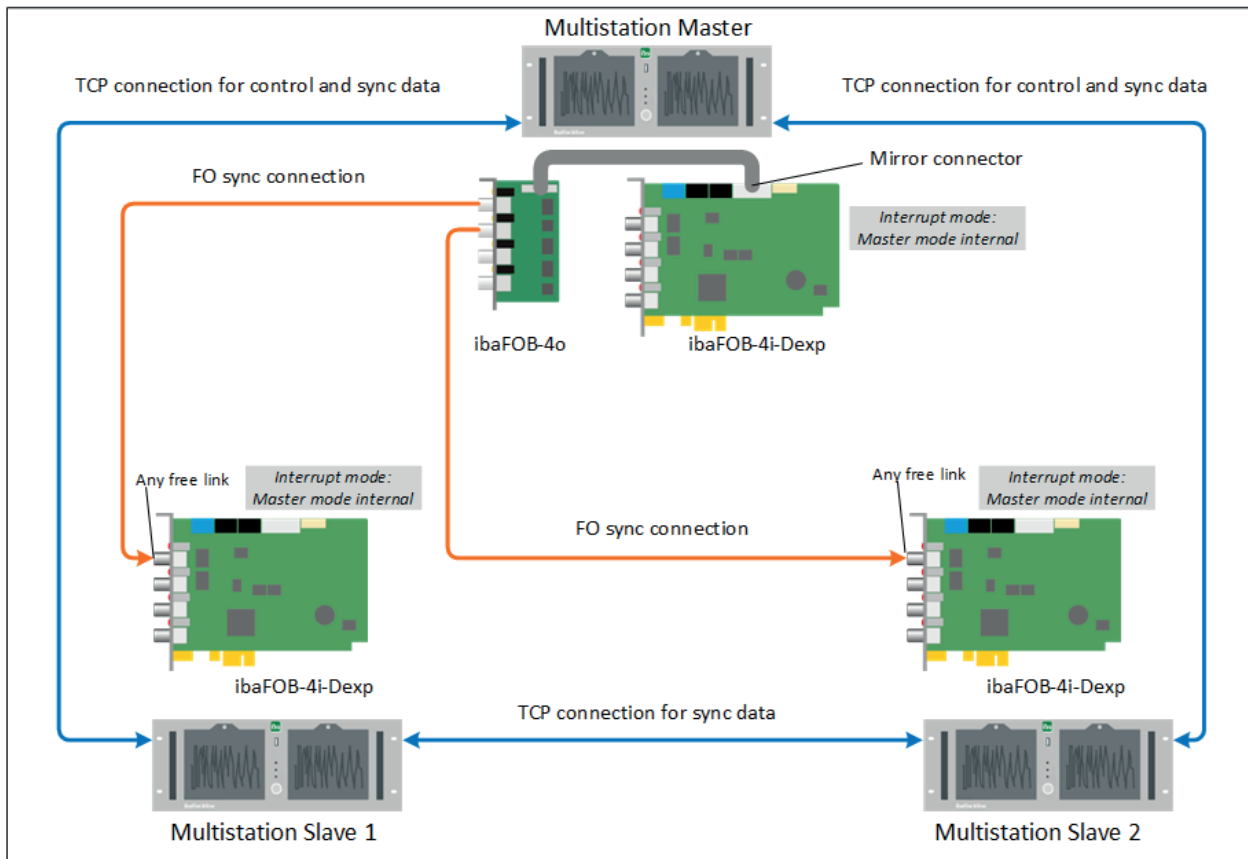 Multistation Master
TCP connection for control and sync data
TCP connection for control and sync data
Mirror connector
FO sync connection
Interrupt mode:
Master mode internal
ibaFOB-4o
ibaFOB-4i-Dexp
Any free link
Interrupt mode:
Master mode internal
Any free link
Interrupt mode:
Master mode internal
FO sync connection
ibaFOB-4i-Dexp
ibaFOB-4i-Dexp
TCP connection for sync data
Multistation Slave 1
Multistation Slave 2